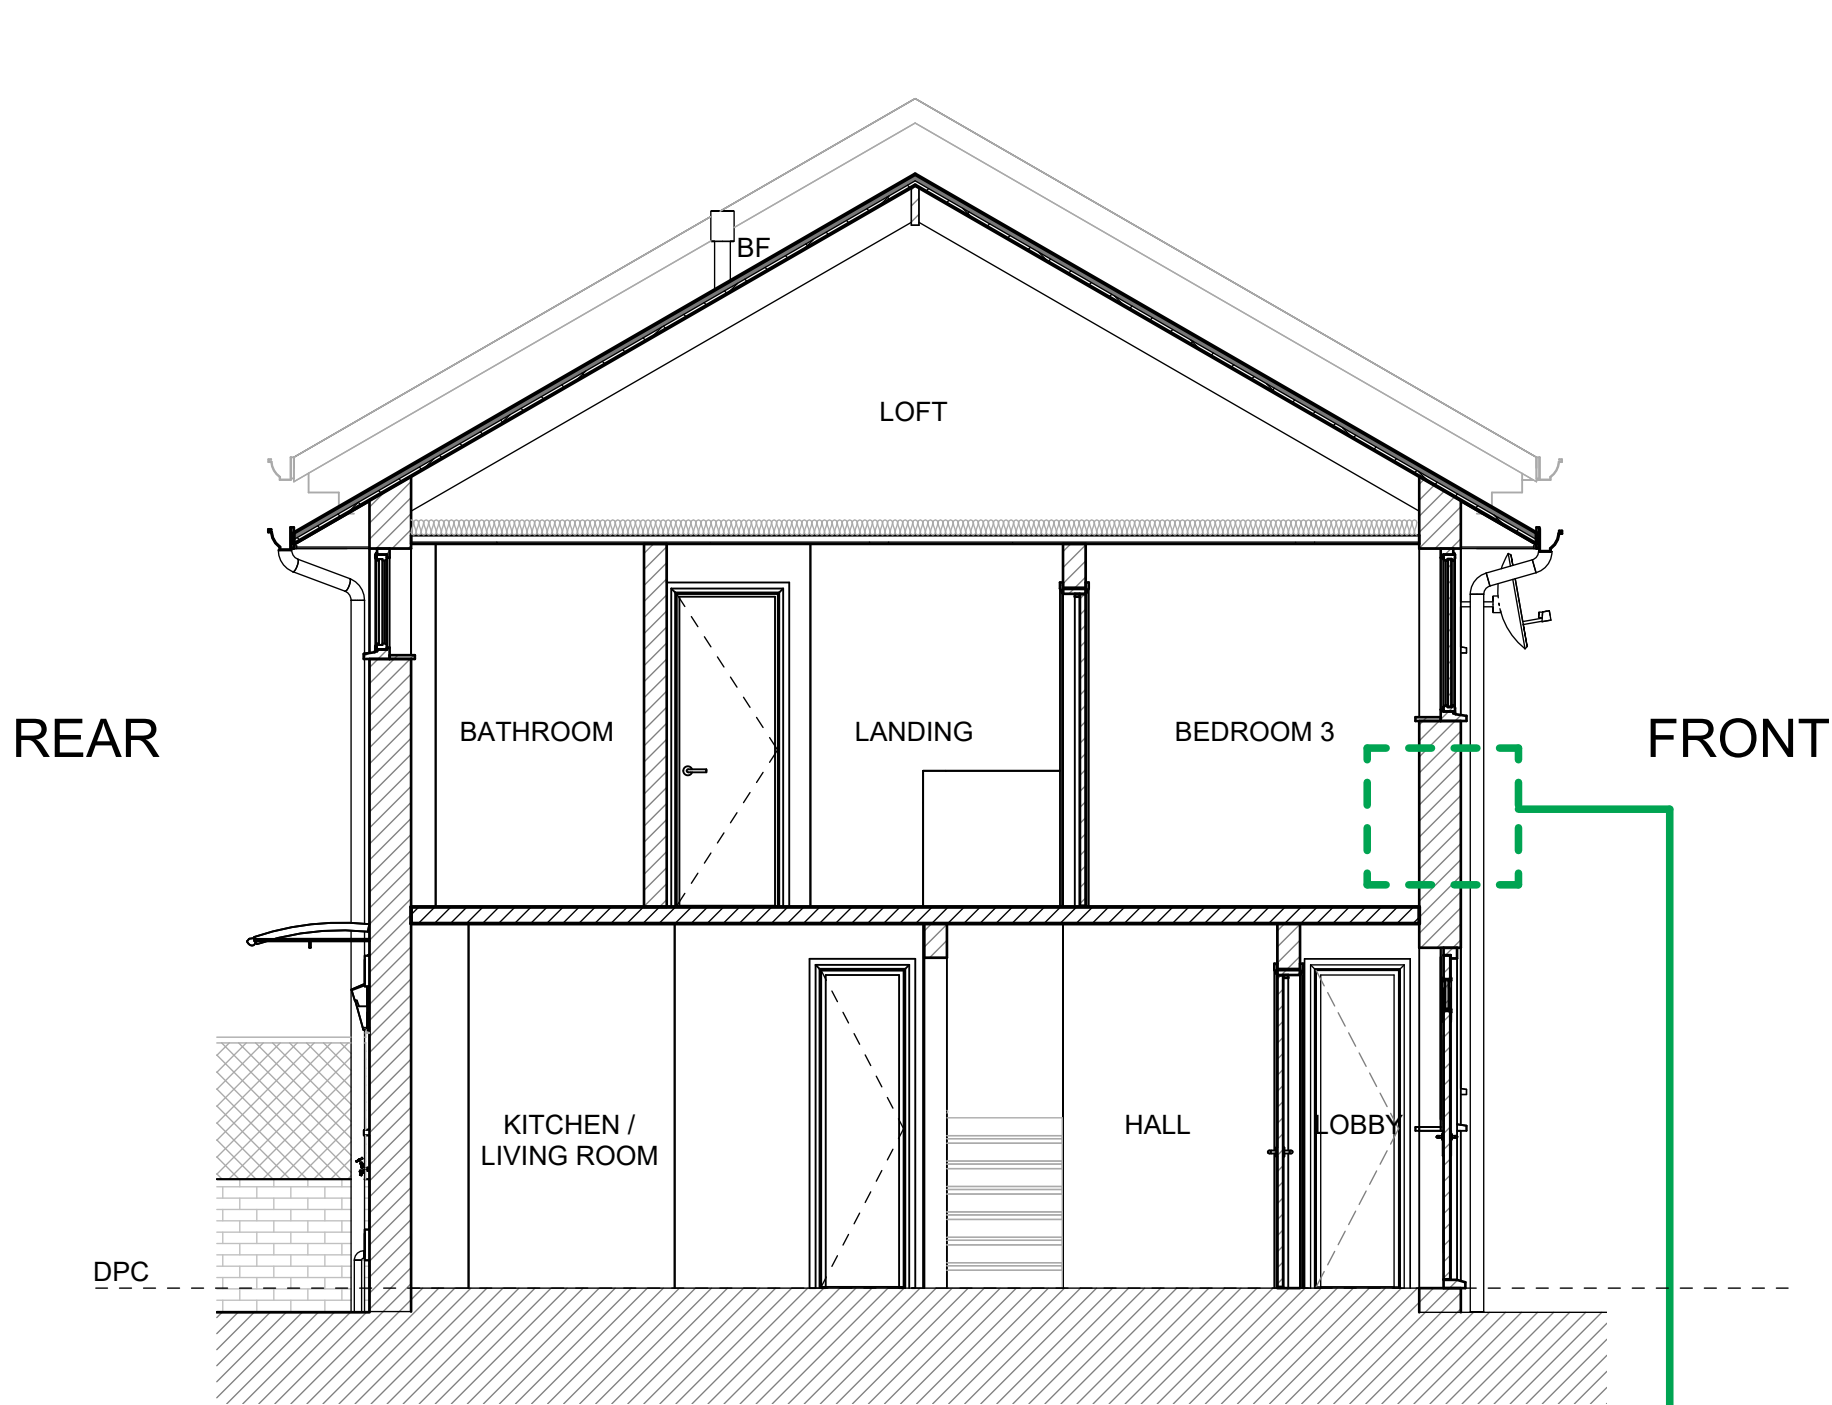 BF
LOFT
REAR
BATHROOM
LANDING
BEDROOM 3
FRONT
KITCHEN /
LIVING ROOM
HALL
LOBBY
DPC